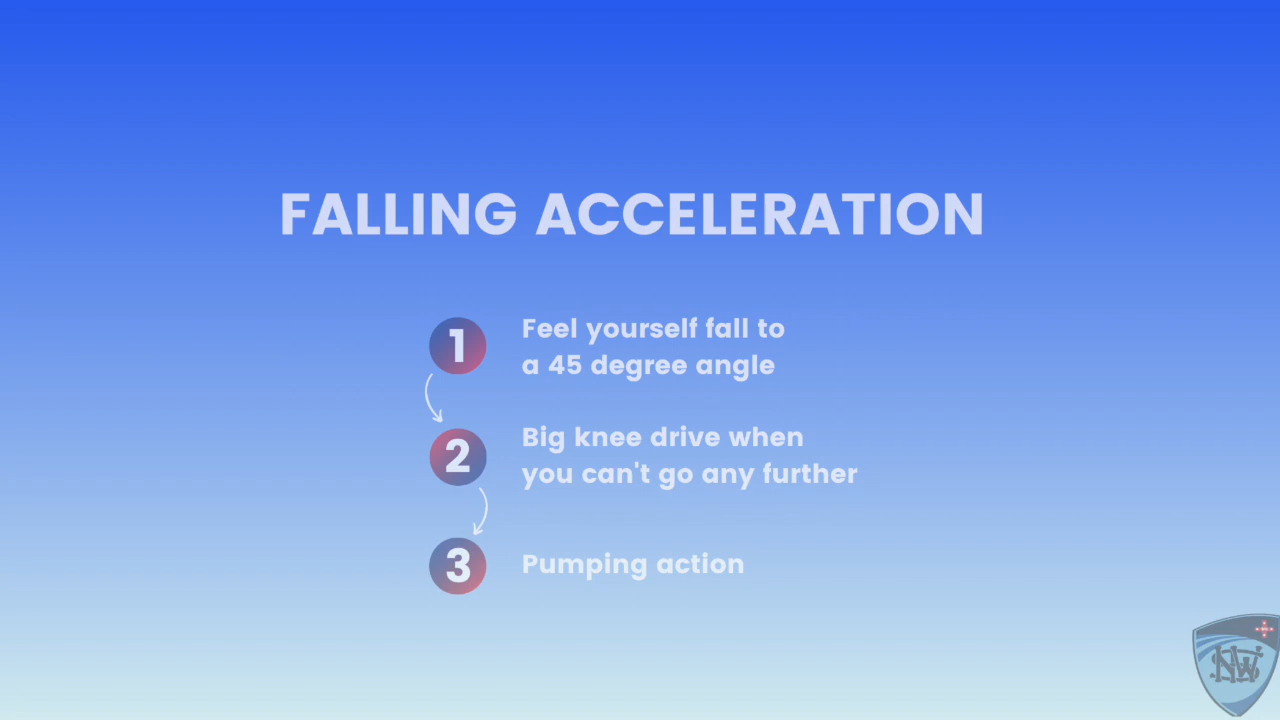 FALLING ACCELERATION
1
Feel yourself fall to
a 45 degree angle
2
Big knee drive when
you can't go any further
3
Pumping action
NSW